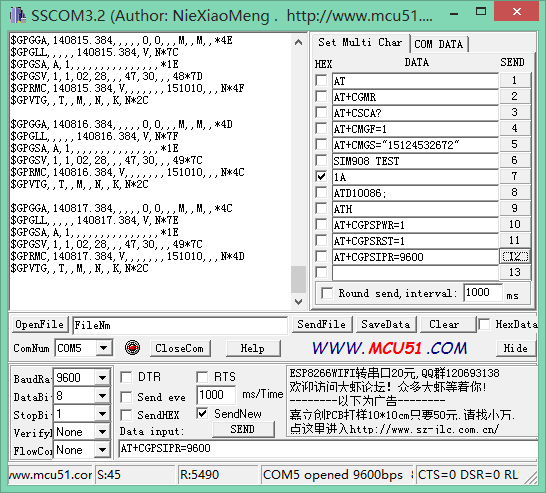 SSCOM3.2 (Author: NieXiaoMeng . http://www.mcu51....
$GPGGA,140815.384,,,,,0,0,,,M,,M,,*4E
$GPGLL,,,,,140815.384,V,N*7C
$GPGSA,A,1,,,,,,,,,,,,,,,*1E
$GPGSV,1,1,02,28,,,47,30,,,48*7D
$GPRMC,140815.384,V,,,,,,,151010,,,N*4F
$GPVTG,,T,,M,,N,,K,N*2C
$GPGGA,140816.384,,,,,0,0,,,M,,M,,*4D
$GPGLL,,,,,140816.384,V,N*7F
$GPGSA,A,1,,,,,,,,,,,,,,,*1E
$GPGSV,1,1,02,28,,,47,30,,,49*7C
$GPRMC,140816.384,V,,,,,,,151010,,,N*4C
$GPVTG,,T,,M,,N,,K,N*2C
$GPGGA,140817.384,,,,,0,0,,,M,,M,,*4C
$GPGLL,,,,,140817.384,V,N*7E
$GPGSA,A,1,,,,,,,,,,,,,,,*1E
$GPGSV,1,1,02,28,,,47,30,,,49*7C
$GPRMC,140817.384,V,,,,,,,151010,,,N*4D
$GPVTG,,T,,M,,N,,K,N*2C
Set Multi Char COM DATA
HEX DATA SEND
AT 1
AT+CGMR 2
AT+CSCA? 3
AT+CMGF=1 4
AT+CMGS="15124532672" 5
SIM908 TEST 6
1A 7
ATD10086; 8
ATH 9
AT+CGPSPWR=1 10
AT+CGPSRST=1 11
AT+CGPSIPR=9600 12
13
Round send,interval: 1000 ms
OpenFile FileNm SendFile SaveData Clear HexData
ComNum COM5 CloseCom Help WWW.MCU51.COM Hide
BaudRa 9600 DTR RTS
DataBi 8 Send eve 1000 ms/Time
StopBi 1 SendHEX SendNew
Verify None Data input: SEND
FlowCon None AT+CGPSIPR=9600
ESP8266WIFI转串口20元,QQ群120693138
欢迎访问大虾论坛! 众多大虾等着你!
--------以下为广告--------
嘉立创PCB打样10*10cm只要50元.请找小万.
点这里进入http://www.sz-jlc.com.cn/
www.mcu51.cor S:45 R:5490 COM5 opened 9600bps 8 CTS=0 DSR=0 RL